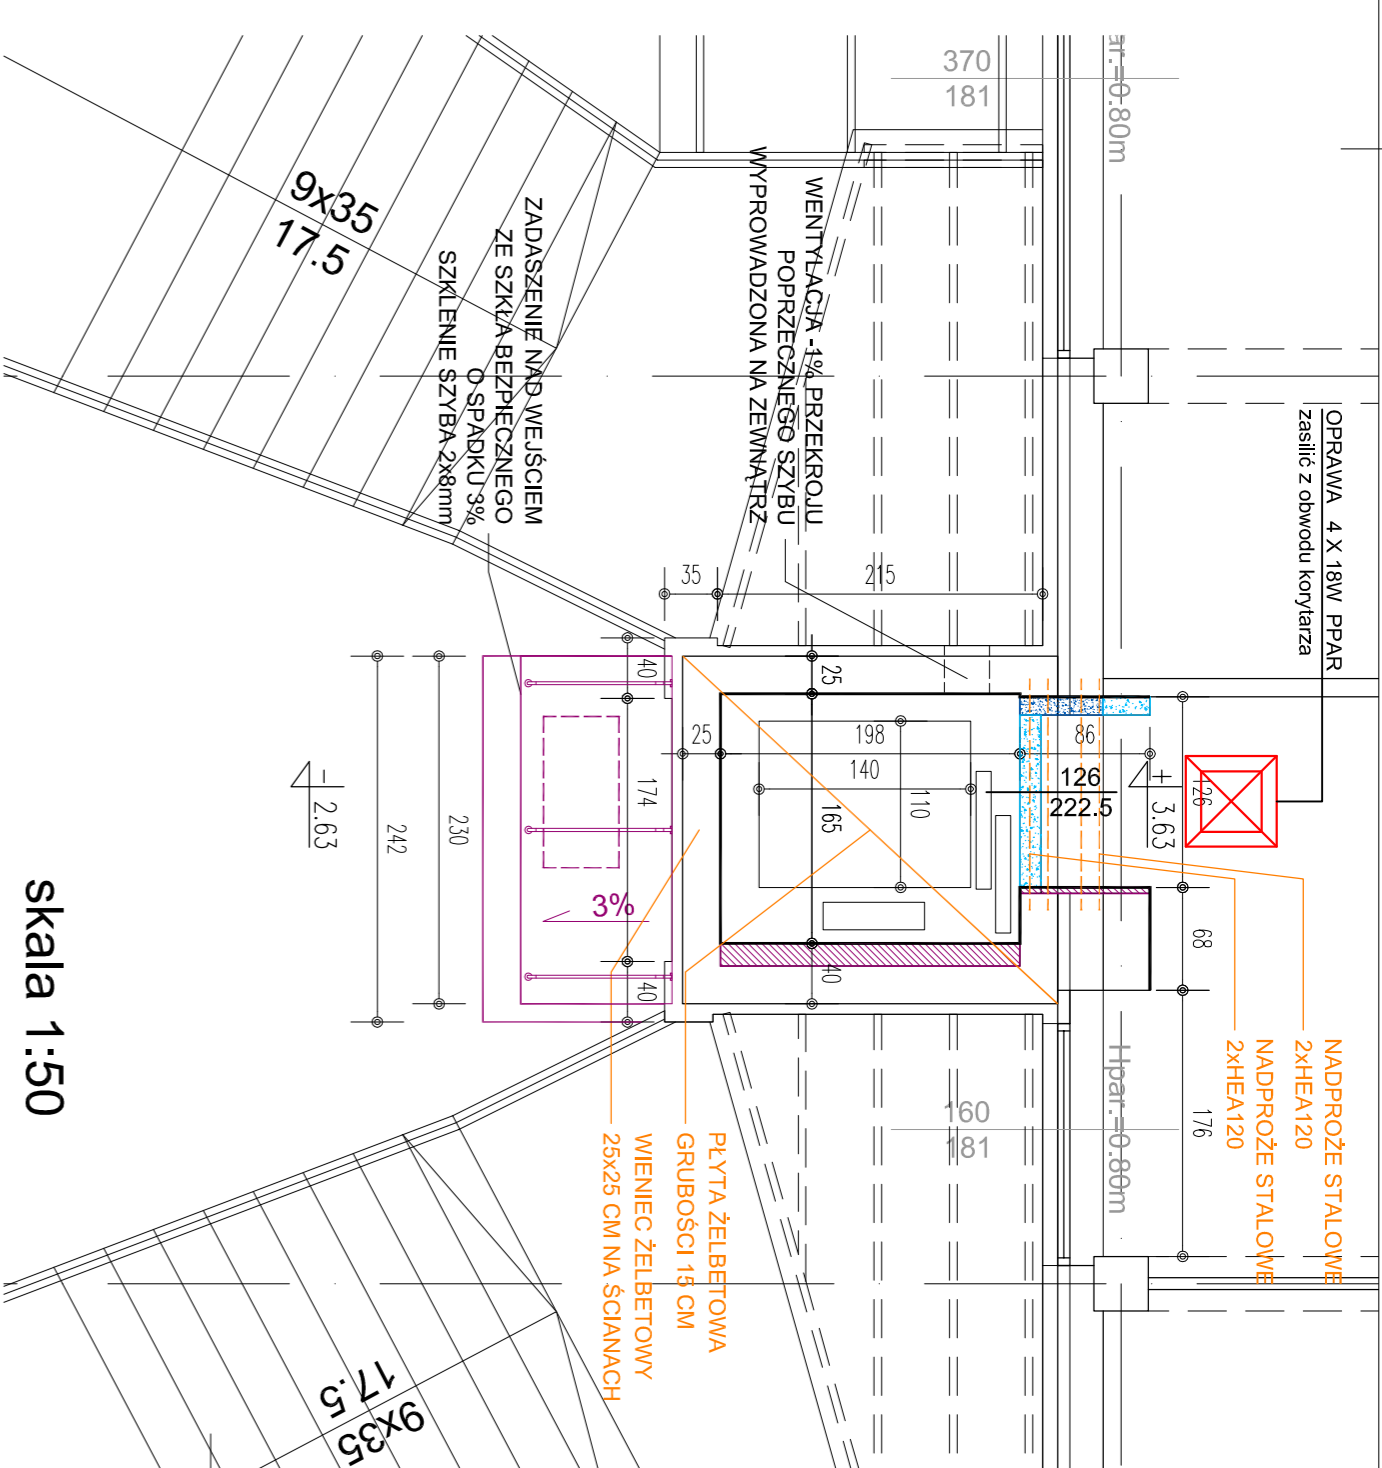 370
181
ar.=0.80m
9x35
17.5
ZADASZENIE NAD WEJŚCIEM
ZE SZKŁA BEZPIECZNEGO
O SPADKU 3%
SZKLENIE SZYBA 2x8mm
WENTYLACJA -1% PRZEKROJU
POPRZECZNEGO SZYBU
WYPROWADZONA NA ZEWNĄTRZ
OPRAWA 4 X 18W PPAR
zasilić z obwodu korytarza
35
215
40
25
25
198
86
140
110
165
126
222.5
+
3.63
126
174
230
242
-
2.63
3%
40
40
68
176
NADPROŻE STALOWE
2xHEA120
NADPROŻE STALOWE
2xHEA120
Hpar.=0.80m
160
181
PŁYTA ŻELBETOWA
GRUBOŚCI 15 CM
WIENIEC ŻELBETOWY
25x25 CM NA ŚCIANACH
9x35
17.5
skala 1:50